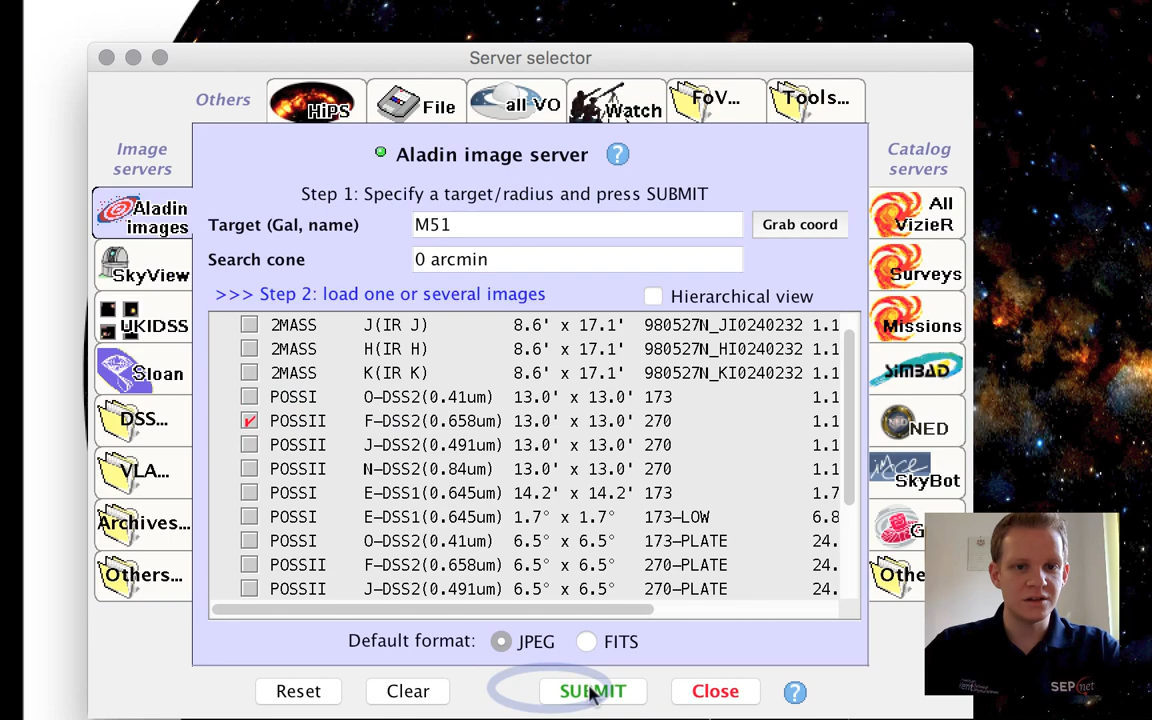 Server selector
Others
HiPS
File
all VO
Watch
FoV...
Tools...
Image
servers
Catalog
servers
Aladin image server
?
Step 1: Specify a target/radius and press SUBMIT
Target (Gal, name)
M51
Grab coord
Search cone
0 arcmin
>>> Step 2: load one or several images
Hierarchical view
Aladin
images
SkyView
UKIDSS
Sloan
DSS...
VLA...
Archives...
Others...
2MASS J(IR J) 8.6' x 17.1' 980527N_JI0240232 1.1
2MASS H(IR H) 8.6' x 17.1' 980527N_HI0240232 1.1
2MASS K(IR K) 8.6' x 17.1' 980527N_KI0240232 1.1
POSSI O-DSS2(0.41um) 13.0' x 13.0' 173 1.1
POSSII F-DSS2(0.658um) 13.0' x 13.0' 270 1.1
POSSII J-DSS2(0.491um) 13.0' x 13.0' 270 1.1
POSSII N-DSS2(0.84um) 13.0' x 13.0' 270 1.1
POSSI E-DSS1(0.645um) 14.2' x 14.2' 173 1.7
POSSI E-DSS1(0.645um) 1.7° x 1.7° 173-LOW 6.8
POSSI O-DSS2(0.41um) 6.5° x 6.5° 173-PLATE 24.
POSSII F-DSS2(0.658um) 6.5° x 6.5° 270-PLATE 24.
POSSII J-DSS2(0.491um) 6.5° x 6.5° 270-PLATE 24.
All
VizieR
Surveys
Missions
SiMBAD
NED
NED
SkyBot
G
Othe
Default format:
JPEG
FITS
Reset
Clear
SUBMIT
Close
?
SEPnet